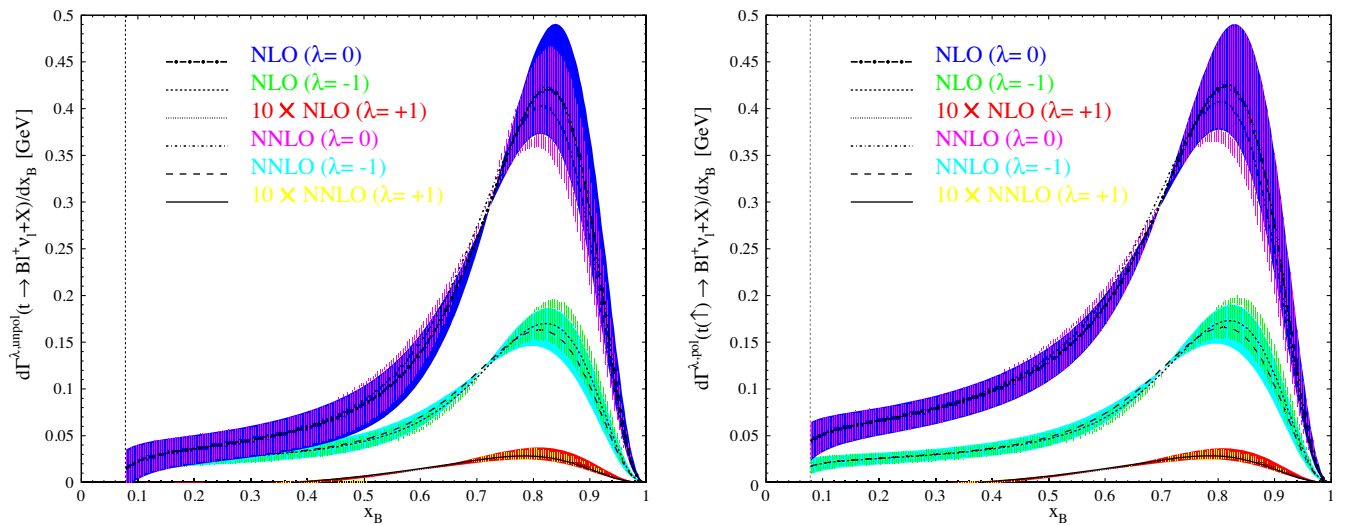 dΓ^λ,unpol(t → Bl⁺ν_l+X)/dx_B [GeV]
0.5
0.45
0.4
0.35
0.3
0.25
0.2
0.15
0.1
0.05
0
NLO (λ= 0)
NLO (λ= -1)
10 × NLO (λ= +1)
NNLO (λ= 0)
NNLO (λ= -1)
10 × NNLO (λ= +1)
0 0.1 0.2 0.3 0.4 0.5 0.6 0.7 0.8 0.9 1
x_B
dΓ^λ,pol(t(↑) → Bl⁺ν_l+X)/dx_B [GeV]
0.5
0.45
0.4
0.35
0.3
0.25
0.2
0.15
0.1
0.05
0
NLO (λ= 0)
NLO (λ= -1)
10 × NLO (λ= +1)
NNLO (λ= 0)
NNLO (λ= -1)
10 × NNLO (λ= +1)
0 0.1 0.2 0.3 0.4 0.5 0.6 0.7 0.8 0.9 1
x_B